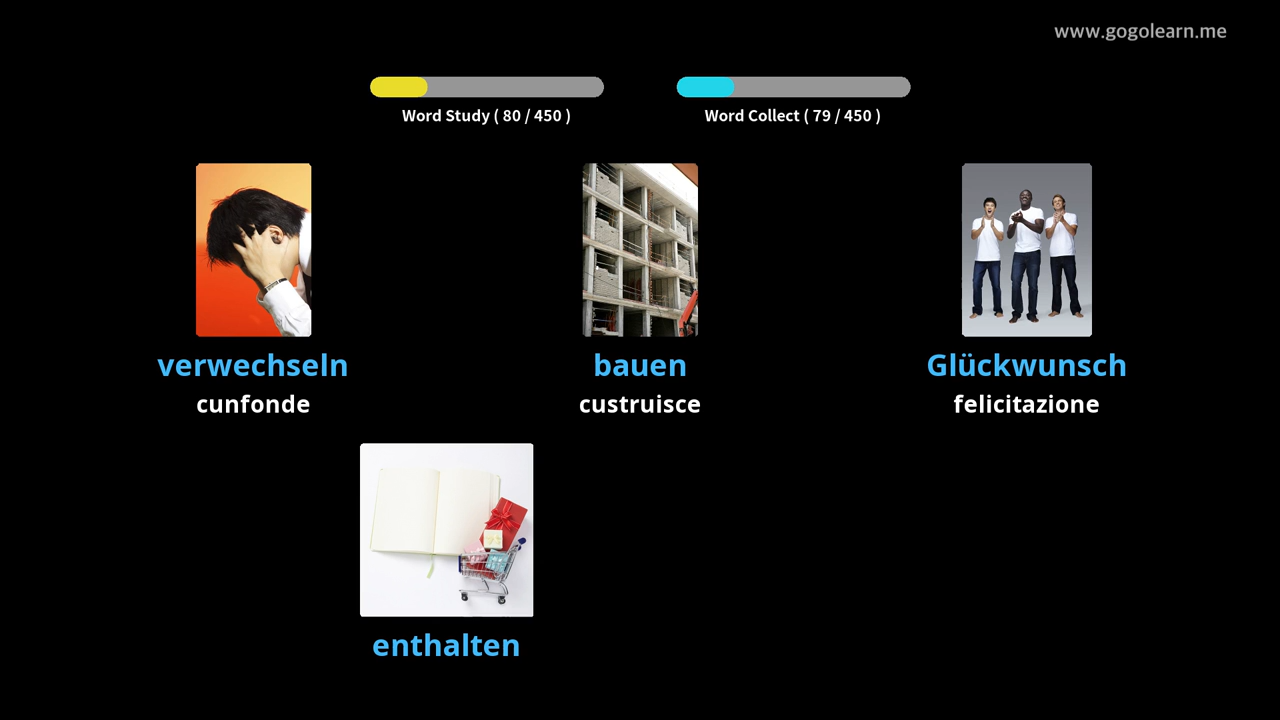 www.gogolearn.me
Word Study ( 80 / 450 )
Word Collect ( 79 / 450 )
verwechseln
cunfonde
bauen
custruisce
Glückwunsch
felicitazione
enthalten